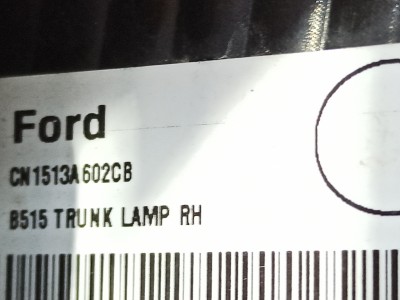 Ford
CN1513A602CB
B515 TRUNK LAMP RH